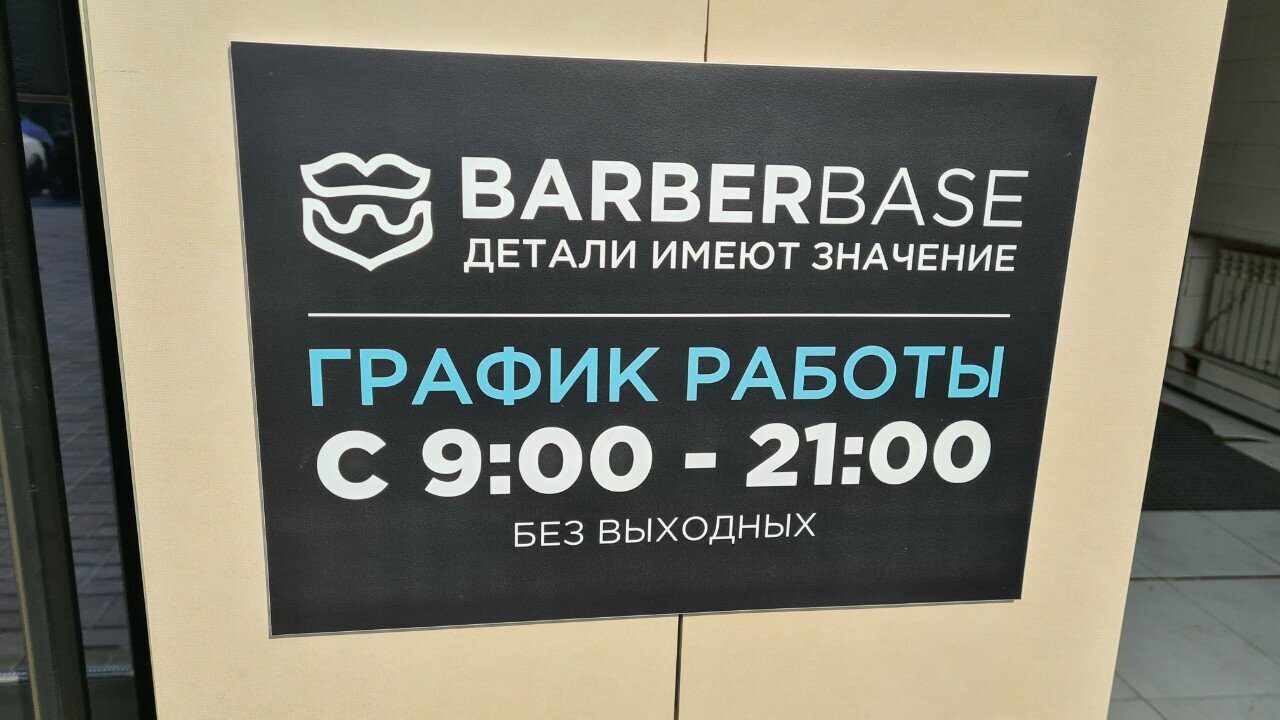 BARBERBASE
ДЕТАЛИ ИМЕЮТ ЗНАЧЕНИЕ
ГРАФИК РАБОТЫ
С 9:00 - 21:00
БЕЗ ВЫХОДНЫХ